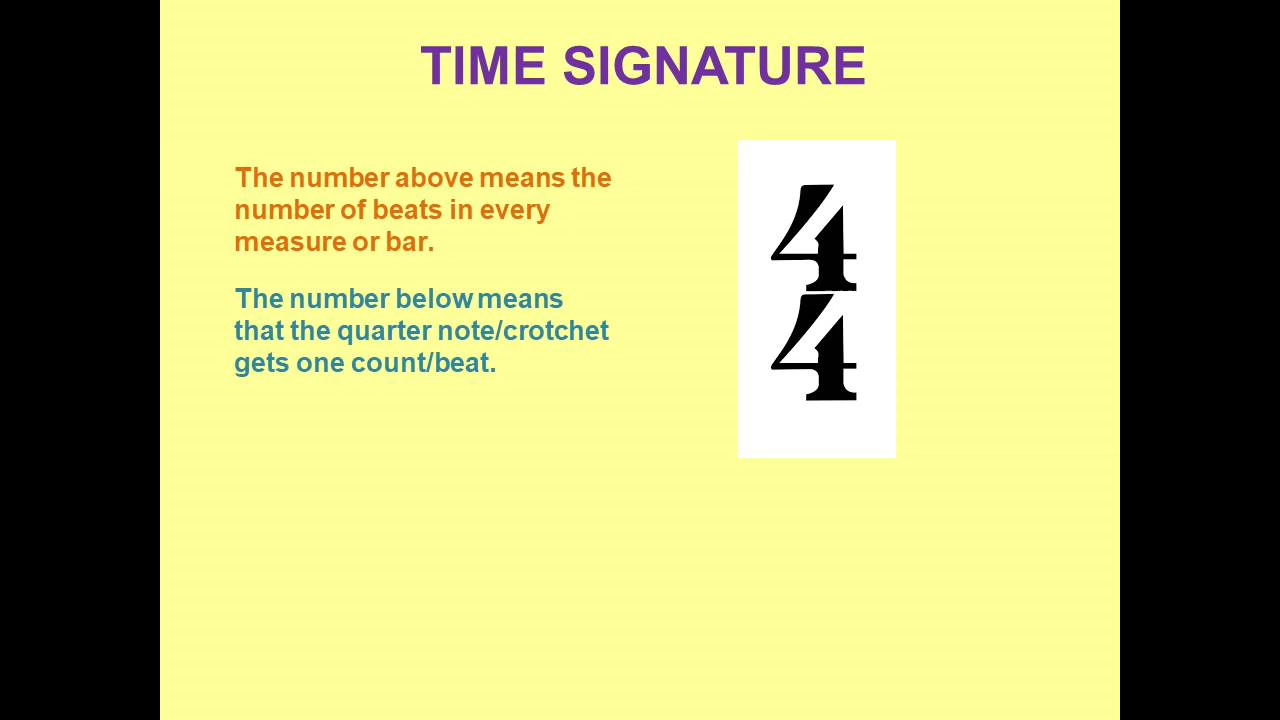 TIME SIGNATURE
The number above means the
number of beats in every
measure or bar.
The number below means
that the quarter note/crotchet
gets one count/beat.
4
4